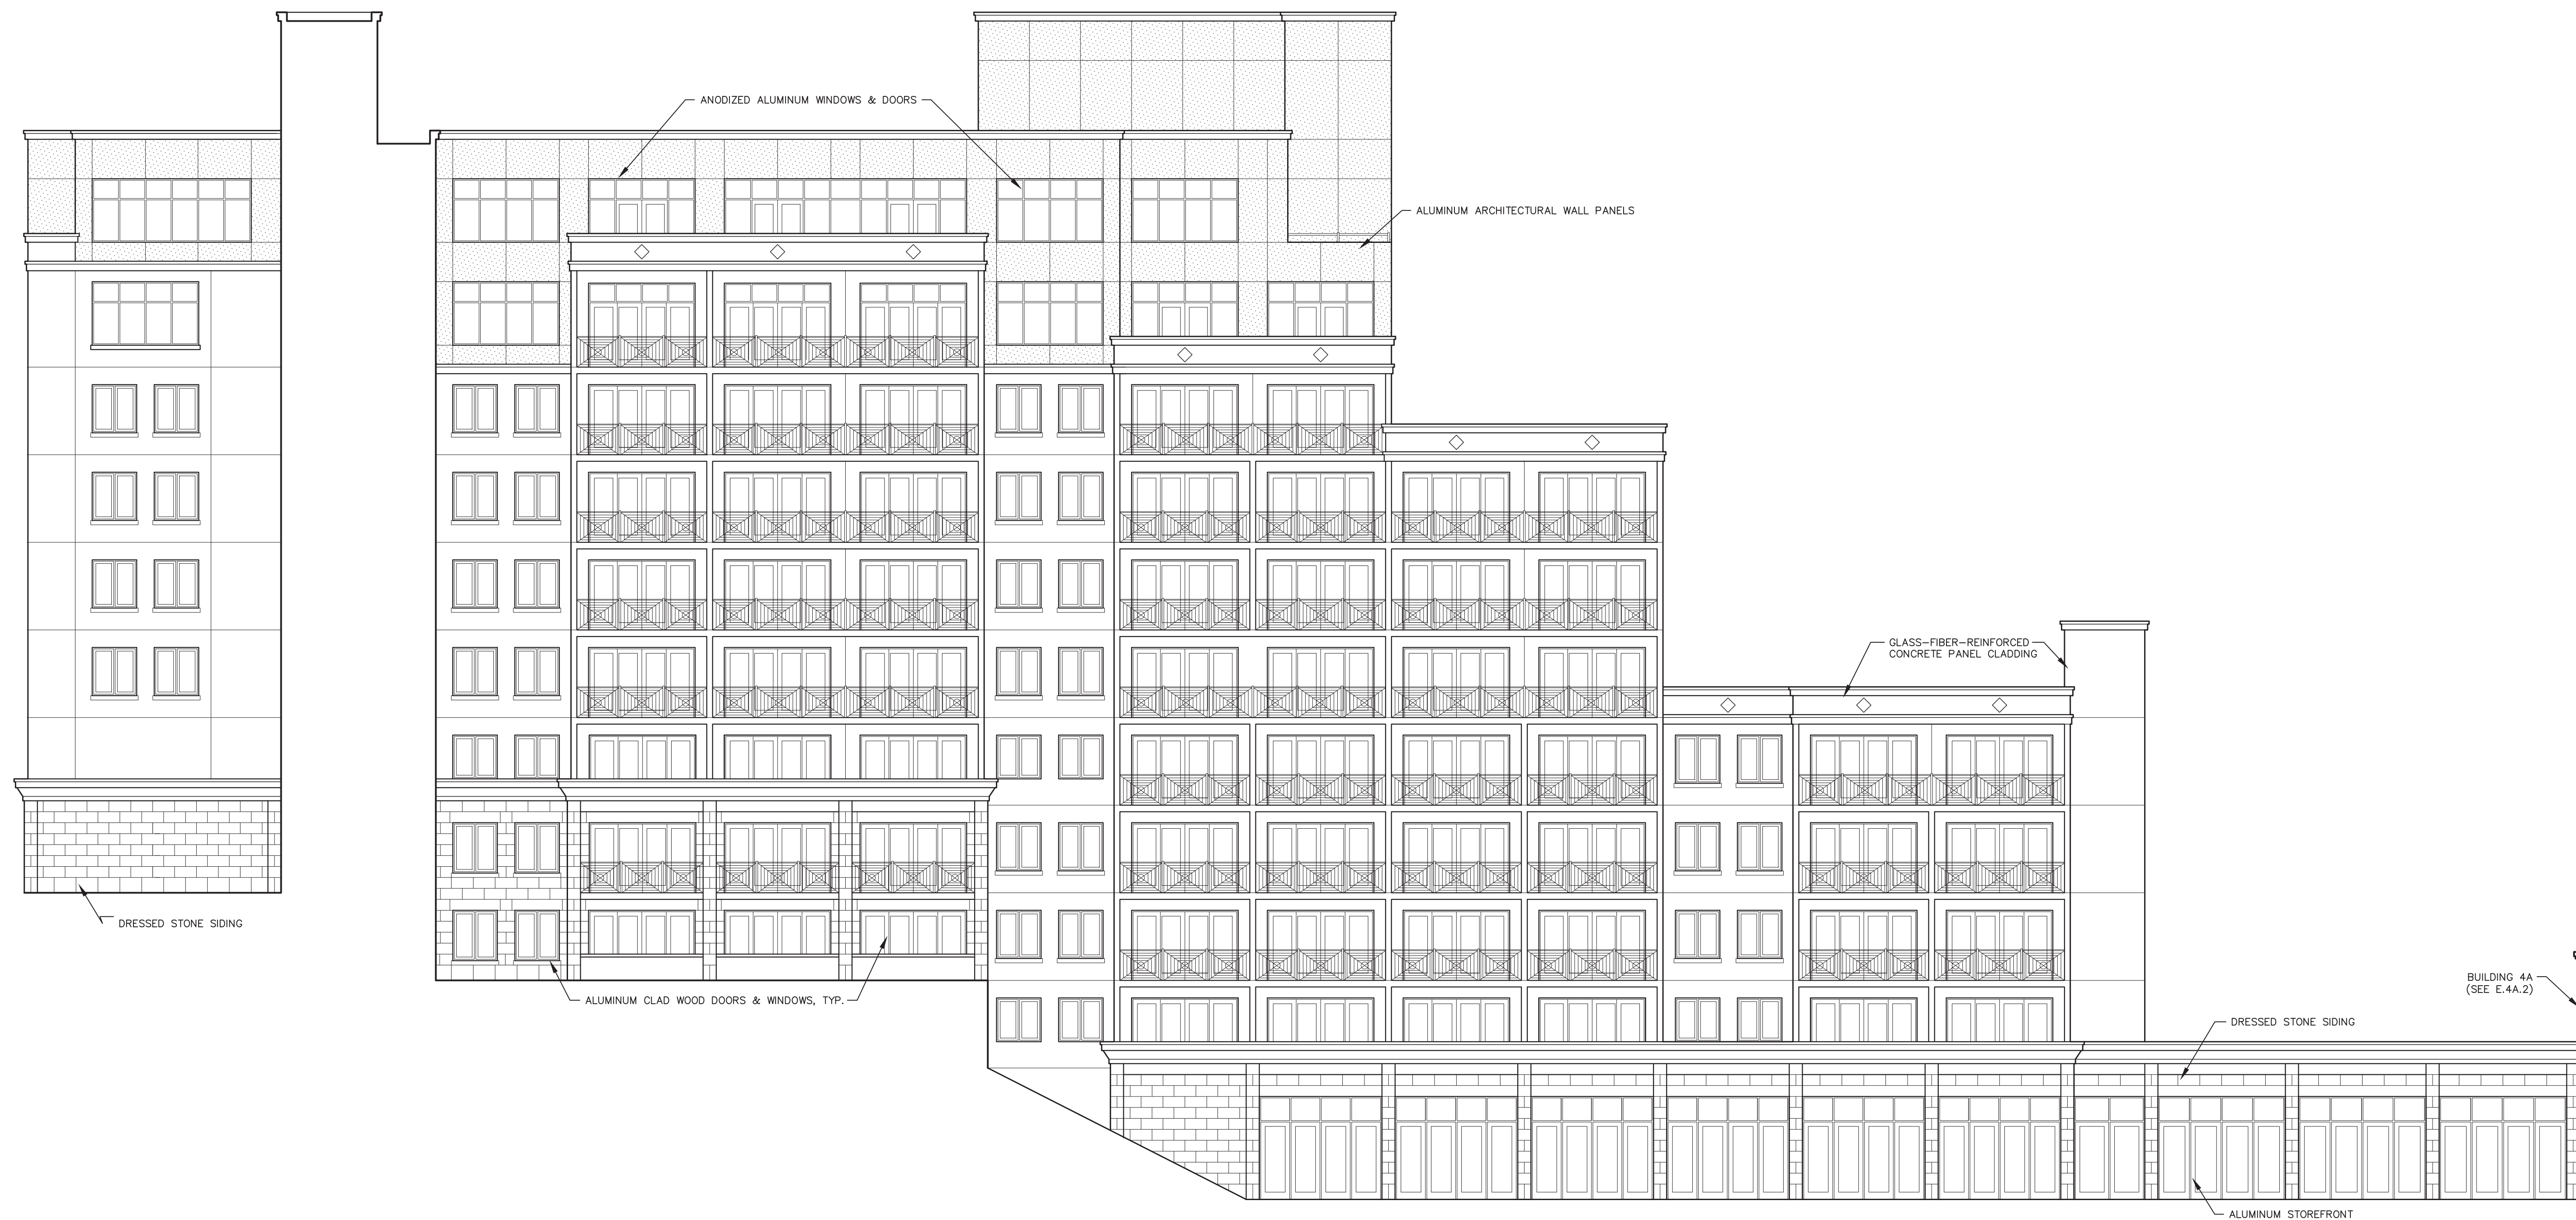 ANODIZED ALUMINUM WINDOWS & DOORS
ALUMINUM ARCHITECTURAL WALL PANELS
GLASS-FIBER-REINFORCED
CONCRETE PANEL CLADDING
DRESSED STONE SIDING
BUILDING 4A
(SEE E.4A.2)
ALUMINUM CLAD WOOD DOORS & WINDOWS, TYP.
DRESSED STONE SIDING
ALUMINUM STOREFRONT